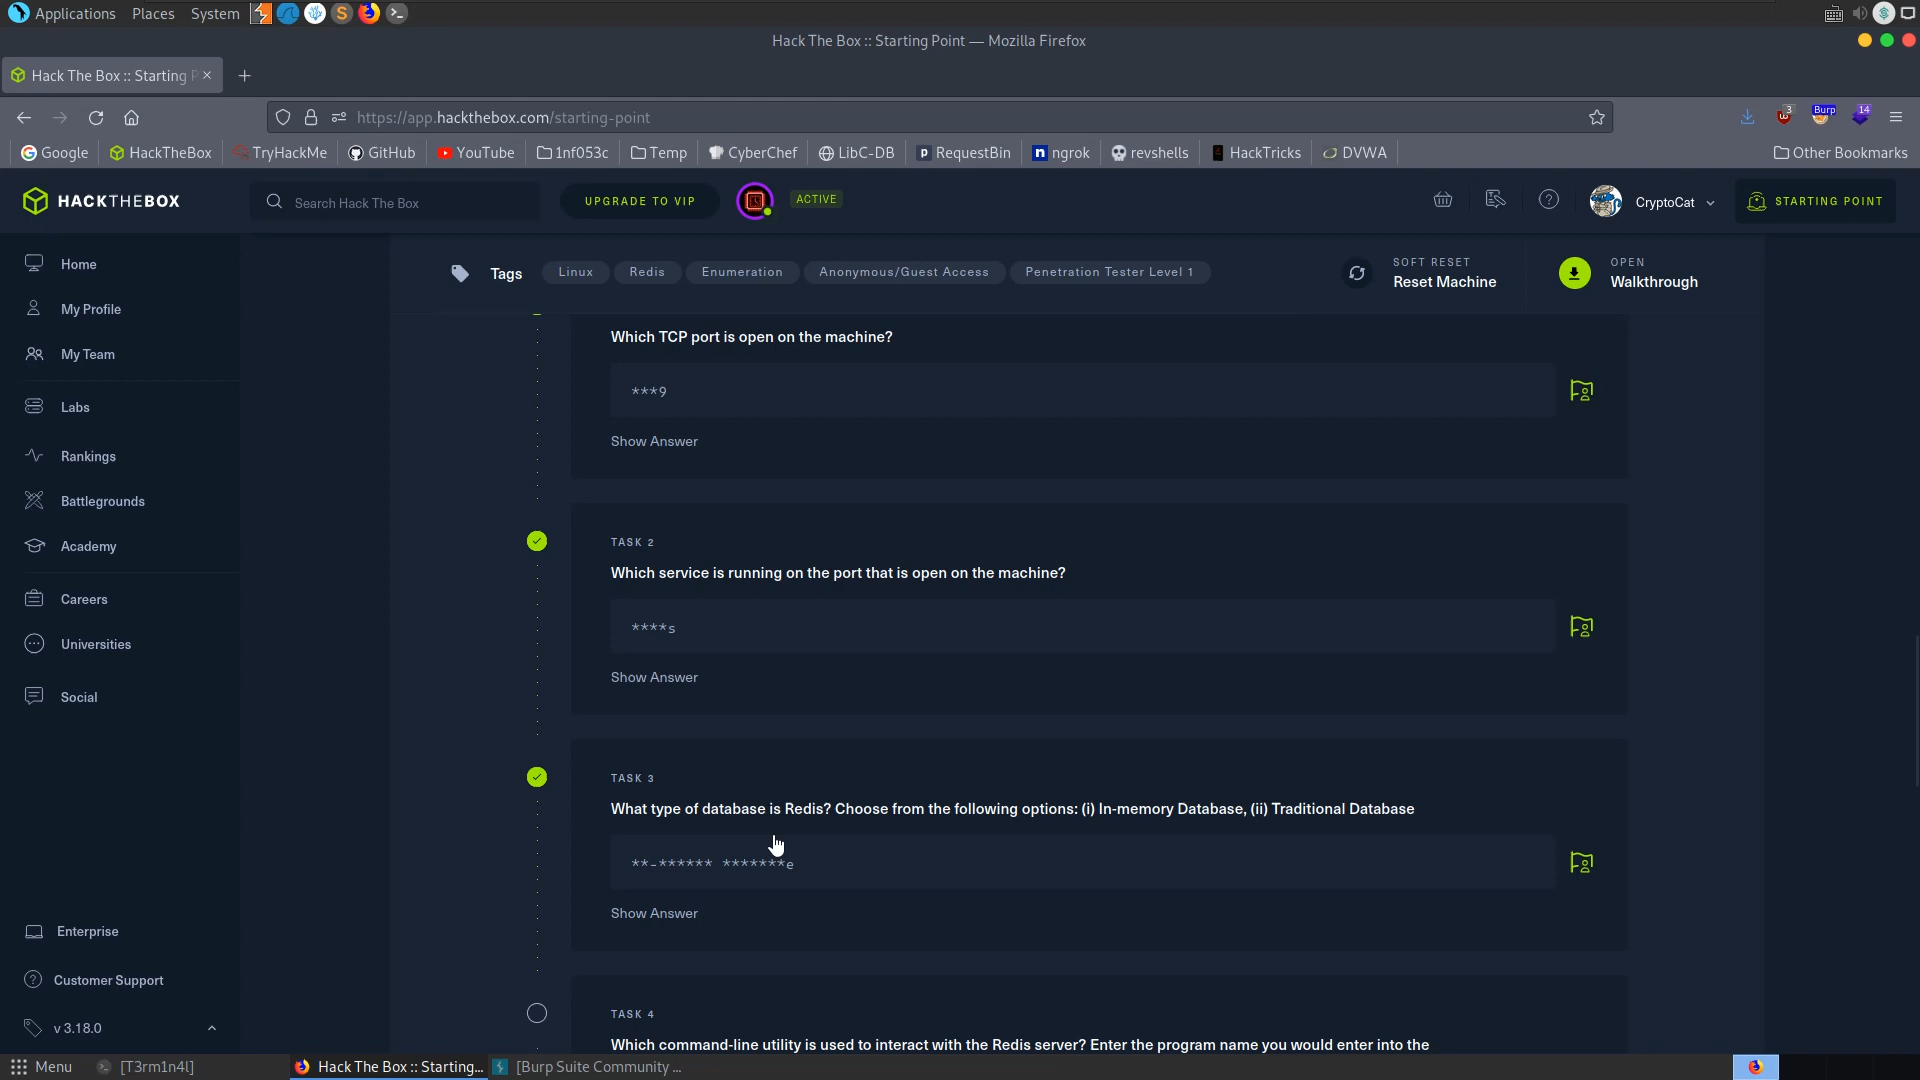 Applications Places System
Hack The Box :: Starting Point — Mozilla Firefox
Hack The Box :: Starting P
https://app.hackthebox.com/starting-point
3
Burp
14
Google HackTheBox TryHackMe GitHub YouTube 1nf053c Temp CyberChef LibC-DB RequestBin ngrok revshells HackTricks DVWA Other Bookmarks
HACKTHEBOX
Search Hack The Box
UPGRADE TO VIP
ACTIVE
CryptoCat
STARTING POINT
Home
My Profile
My Team
Labs
Rankings
Battlegrounds
Academy
Careers
Universities
Social
Enterprise
Customer Support
v 3.18.0
Tags Linux Redis Enumeration Anonymous/Guest Access Penetration Tester Level 1
SOFT RESET
Reset Machine
OPEN
Walkthrough
Which TCP port is open on the machine?
***9
Show Answer
TASK 2
Which service is running on the port that is open on the machine?
****s
Show Answer
TASK 3
What type of database is Redis? Choose from the following options: (i) In-memory Database, (ii) Traditional Database
**-****** *******e
Show Answer
TASK 4
Which command-line utility is used to interact with the Redis server? Enter the program name you would enter into the
Menu [T3rm1n4l] Hack The Box :: Starting... [Burp Suite Community ...